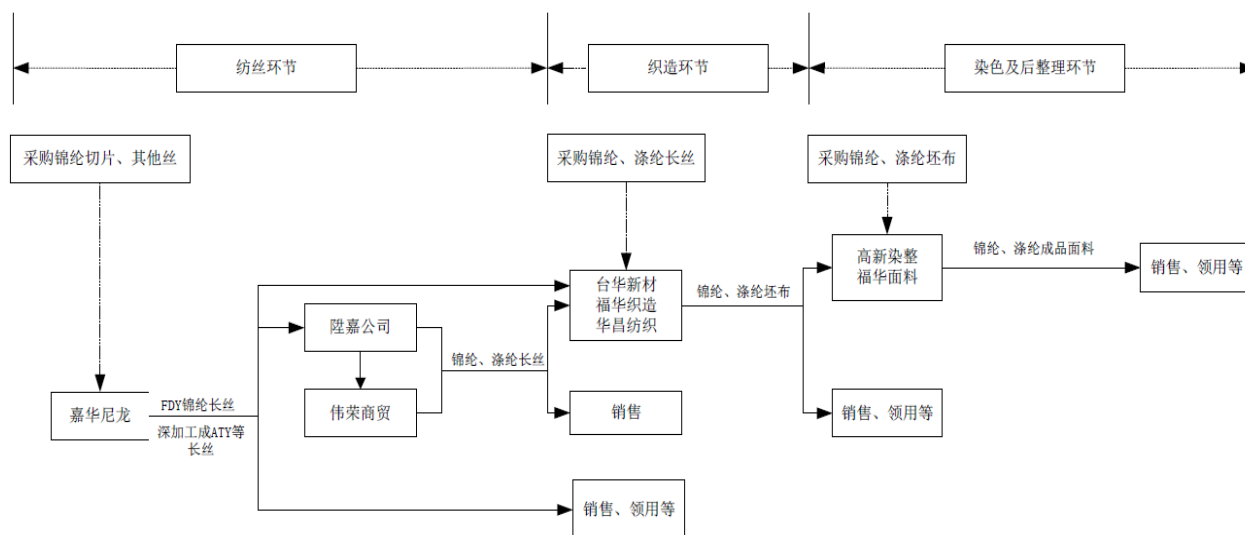 纺丝环节
织造环节
染色及后整理环节
采购锦纶切片、其他丝
采购锦纶、涤纶长丝
采购锦纶、涤纶坯布
高新染整
福华面料
锦纶、涤纶成品面料
销售、领用等
台华新材
福华织造
华昌纺织
锦纶、涤纶坯布
陞嘉公司
锦纶、涤纶长丝
伟荣商贸
嘉华尼龙
FDY锦纶长丝
深加工成ATY等
长丝
销售
销售、领用等
销售、领用等